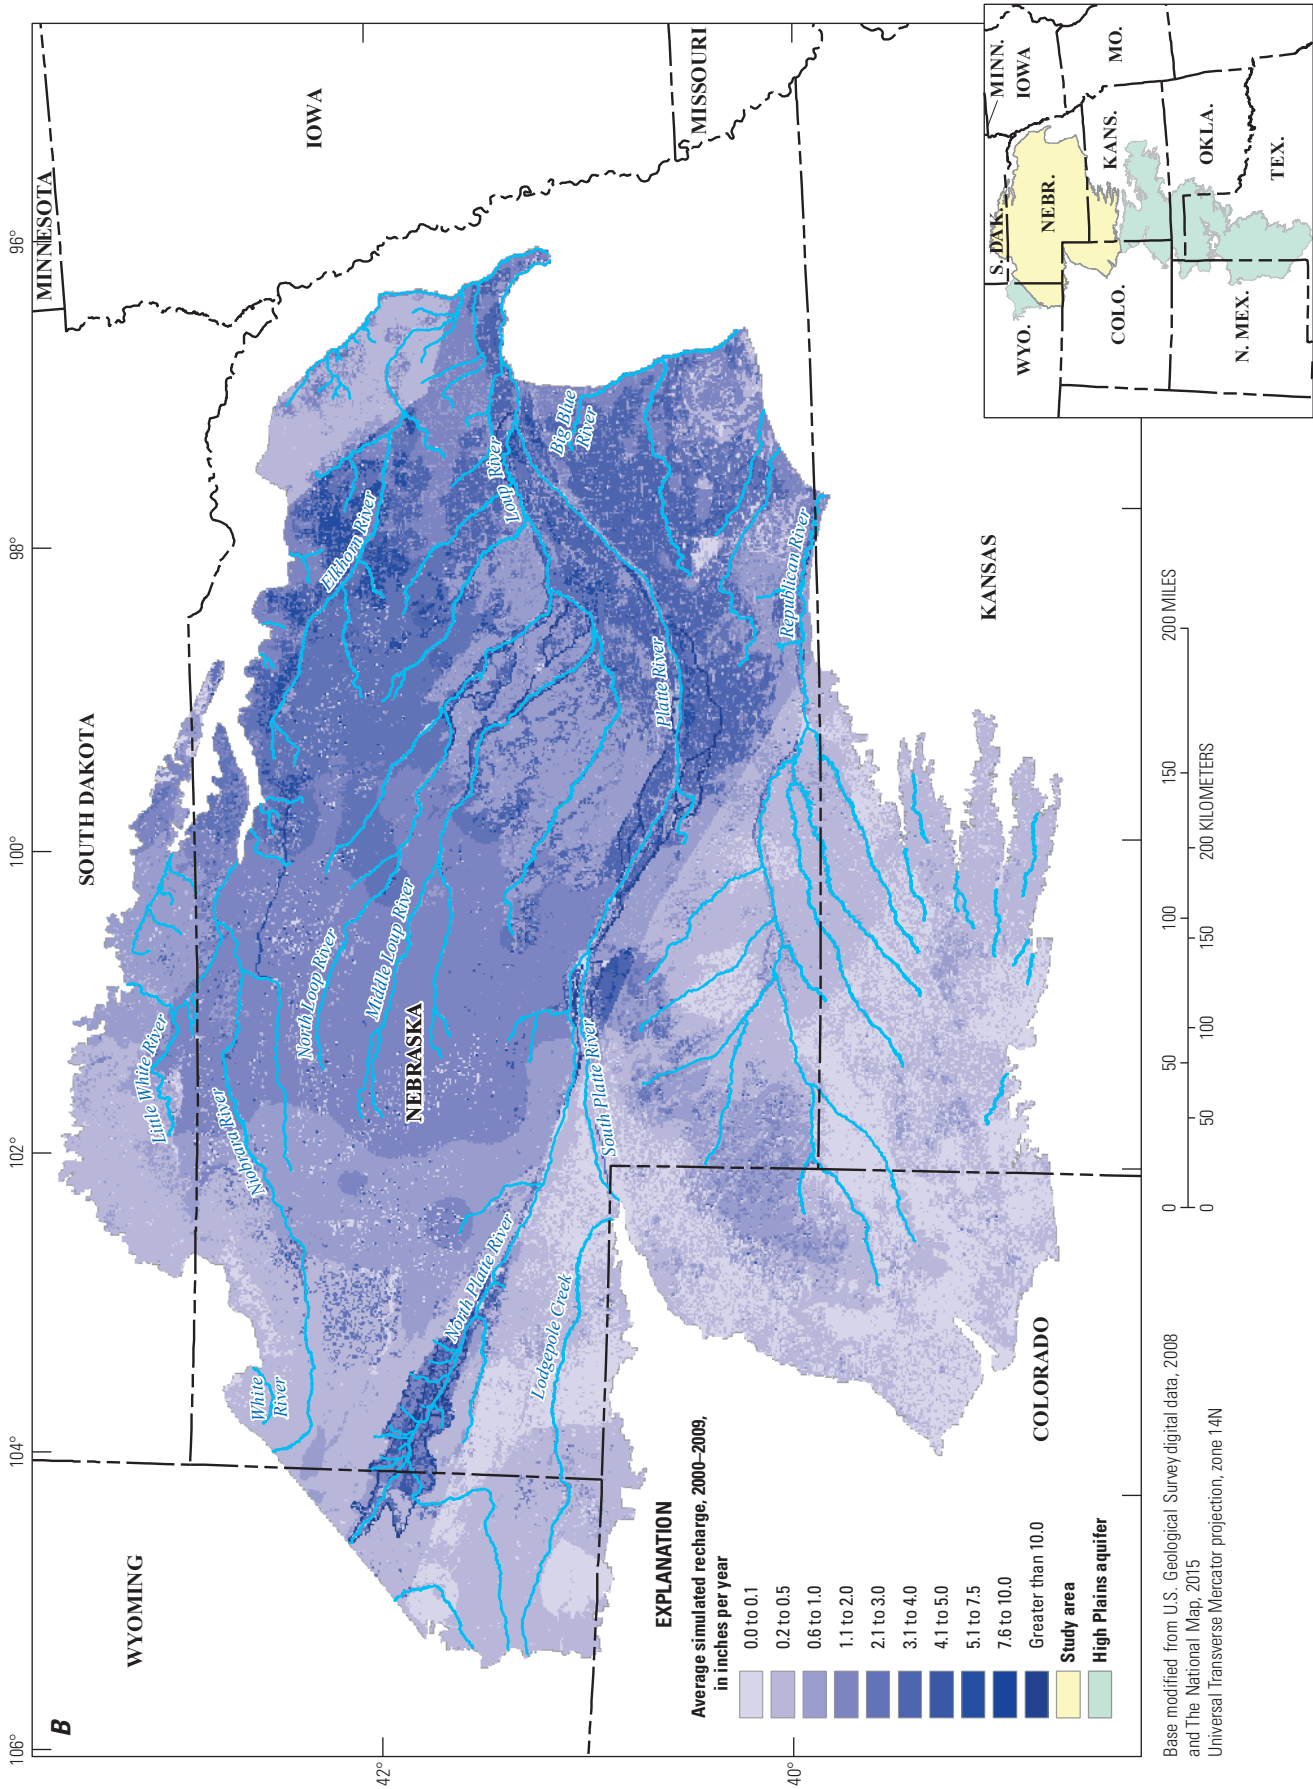 B
106°
104°
102°
100°
98°
96°
42°
40°
WYOMING
SOUTH DAKOTA
MINNESOTA
IOWA
MISSOURI
NEBRASKA
KANSAS
COLORADO
White
River
Little White River
Niobrara River
North Loop River
Middle Loup River
Elkhorn River
Loup River
Big Blue
River
Platte River
Republican River
North Platte River
South Platte River
Lodgepole Creek
EXPLANATION
Average simulated recharge, 2000–2009,
in inches per year
0.0 to 0.1
0.2 to 0.5
0.6 to 1.0
1.1 to 2.0
2.1 to 3.0
3.1 to 4.0
4.1 to 5.0
5.1 to 7.5
7.6 to 10.0
Greater than 10.0
Study area
High Plains aquifer
Base modified from U.S. Geological Survey digital data, 2008
and The National Map, 2015
Universal Transverse Mercator projection, zone 14N
0 50 100 150 200 MILES
0 50 100 150 200 KILOMETERS
WYO.
S. DAK.
MINN.
IOWA
NEBR.
COLO.
KANS.
MO.
N. MEX.
OKLA.
TEX.